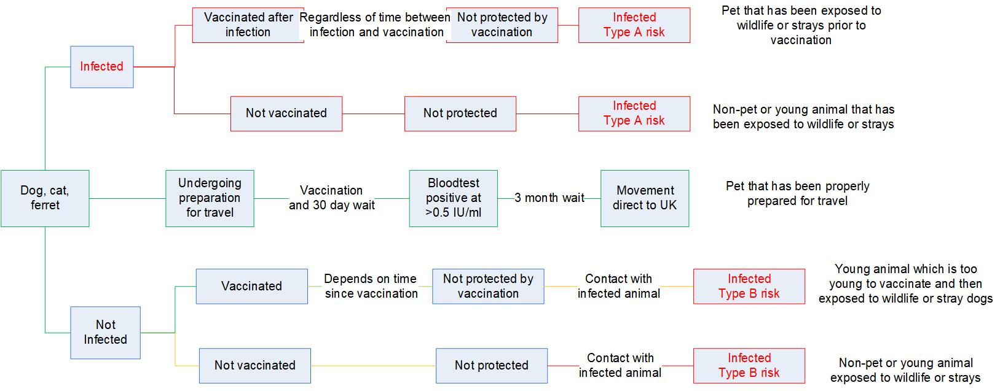 Vaccinated after
infection
Regardless of time between
infection and vaccination
Not protected by
vaccination
Infected
Type A risk
Pet that has been exposed to
wildlife or strays prior to
vaccination
Infected
Not vaccinated
Not protected
Infected
Type A risk
Non-pet or young animal that has
been exposed to wildlife or strays
Dog, cat,
ferret
Undergoing
preparation
for travel
Vaccination
and 30 day wait
Bloodtest
positive at
>0.5 IU/ml
3 month wait
Movement
direct to UK
Pet that has been properly
prepared for travel
Vaccinated
Depends on time
since vaccination
Not protected by
vaccination
Contact with
infected animal
Infected
Type B risk
Young animal which is too
young to vaccinate and then
exposed to wildlife or stray dogs
Not
Infected
Not vaccinated
Not protected
Contact with
infected animal
Infected
Type B risk
Non-pet or young animal
exposed to wildlife or strays